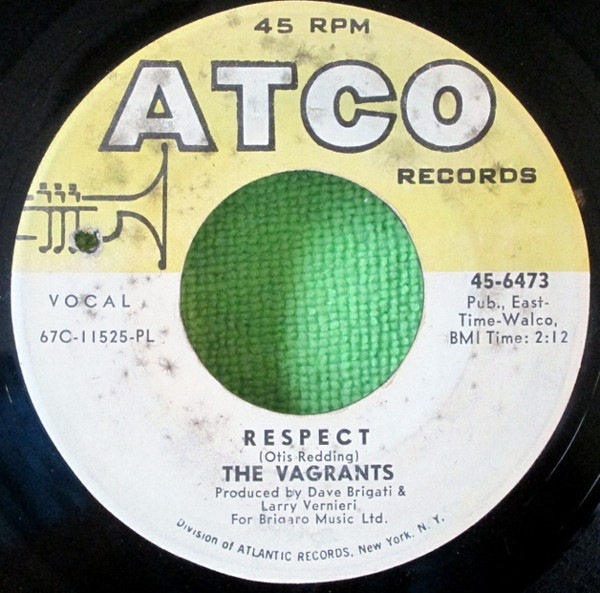 45 RPM
ATCO
RECORDS
VOCAL
67C-11525-PL
45-6473
Pub., East-
Time-Walco,
BMI Time: 2:12
RESPECT
(Otis Redding)
THE VAGRANTS
Produced by Dave Brigati &
Larry Vernieri
For Brigaro Music Ltd.
Division of ATLANTIC RECORDS, New York, N. Y.